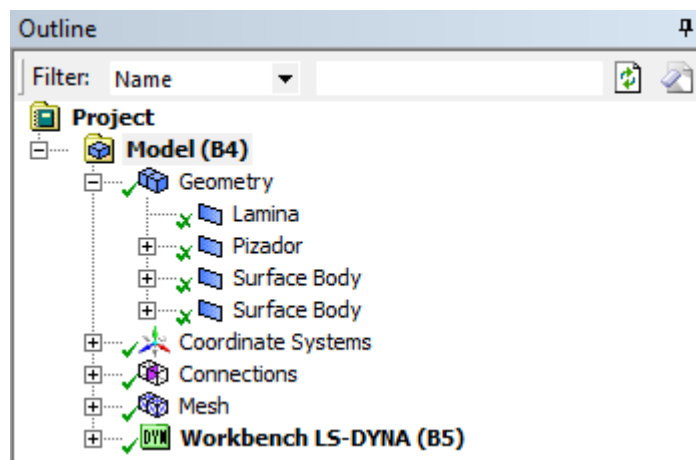 Outline
Filter: Name
Project
Model (B4)
Geometry
Lamina
Pizador
Surface Body
Surface Body
Coordinate Systems
Connections
Mesh
DYN Workbench LS-DYNA (B5)